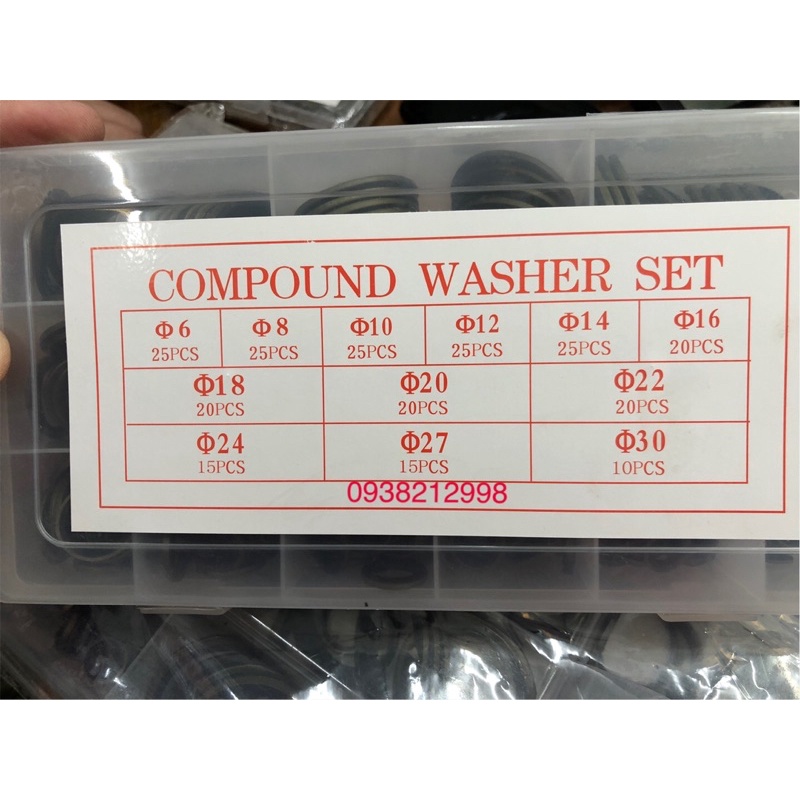 COMPOUND WASHER SET
Φ6 Φ8 Φ10 Φ12 Φ14 Φ16
25PCS 25PCS 25PCS 25PCS 25PCS 20PCS
Φ18 Φ20 Φ22
20PCS 20PCS 20PCS
Φ24 Φ27 Φ30
15PCS 15PCS 10PCS
0938212998